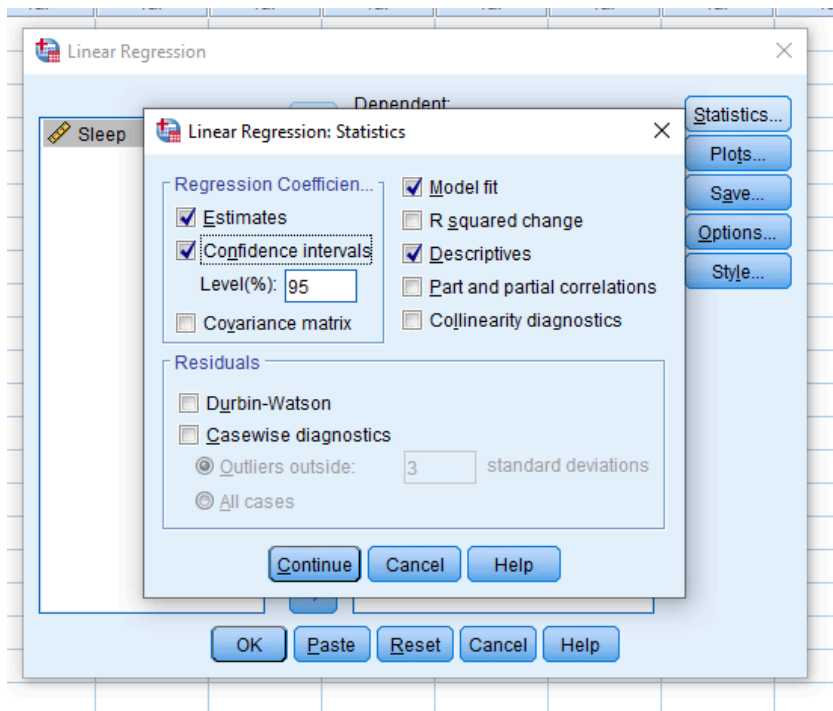 Linear Regression
Dependent:
Sleep
Statistics...
Plots...
Save...
Options...
Style...
Linear Regression: Statistics
Regression Coefficien...
Estimates
Confidence intervals
Level(%): 95
Covariance matrix
Model fit
R squared change
Descriptives
Part and partial correlations
Collinearity diagnostics
Residuals
Durbin-Watson
Casewise diagnostics
Outliers outside: 3 standard deviations
All cases
Continue Cancel Help
OK Paste Reset Cancel Help